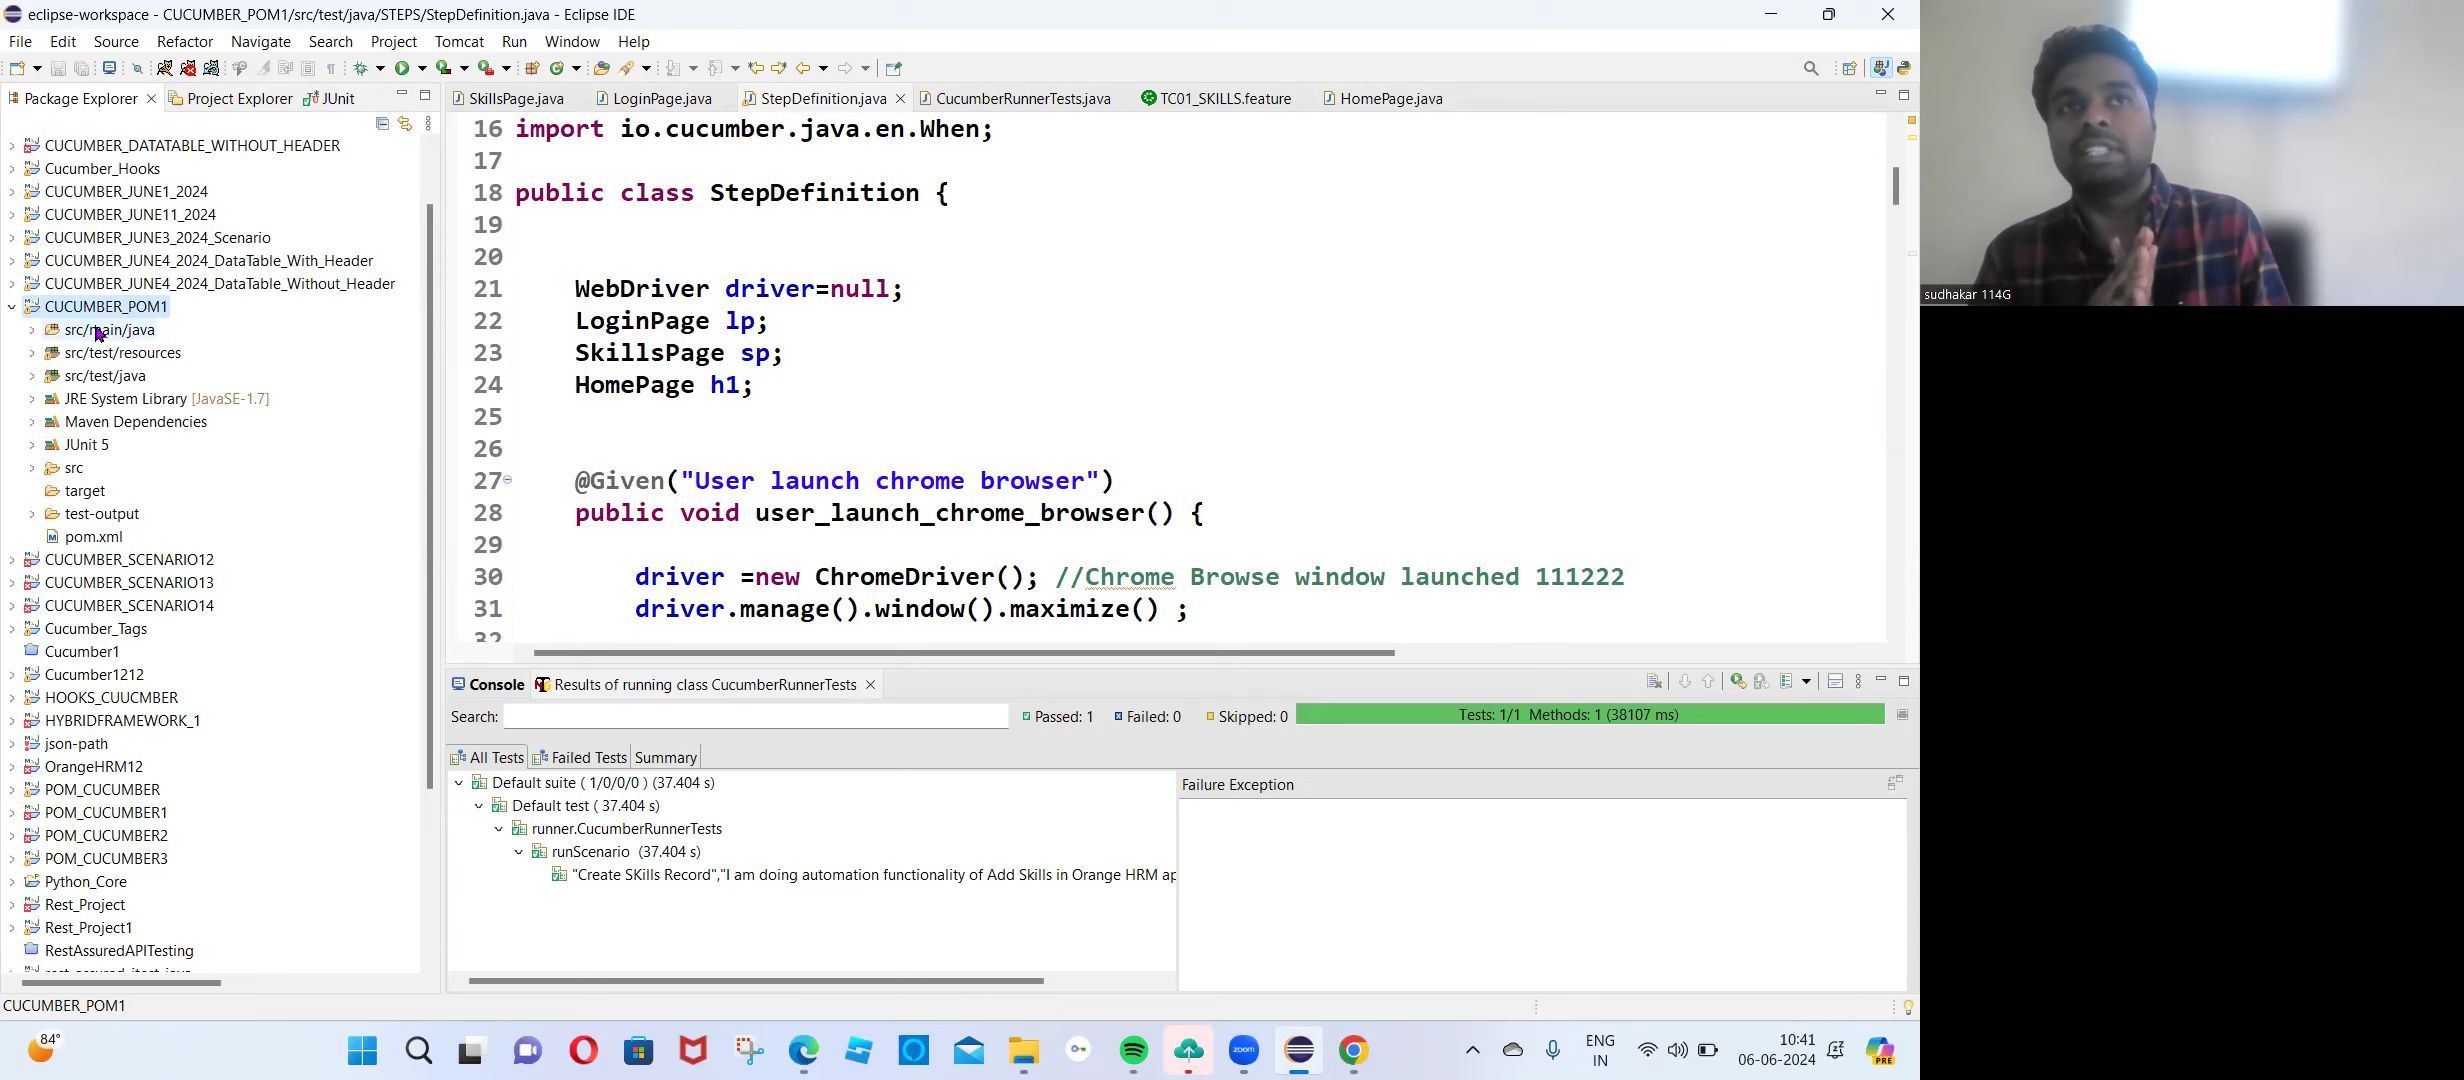 eclipse-workspace - CUCUMBER_POM1/src/test/java/STEPS/StepDefinition.java - Eclipse IDE
File Edit Source Refactor Navigate Search Project Tomcat Run Window Help
Package Explorer Project Explorer JUnit
SkillsPage.java LoginPage.java StepDefinition.java CucumberRunnerTests.java TC01_SKILLS.feature HomePage.java
CUCUMBER_DATATABLE_WITHOUT_HEADER
Cucumber_Hooks
CUCUMBER_JUNE1_2024
CUCUMBER_JUNE11_2024
CUCUMBER_JUNE3_2024_Scenario
CUCUMBER_JUNE4_2024_DataTable_With_Header
CUCUMBER_JUNE4_2024_DataTable_Without_Header
CUCUMBER_POM1
src/main/java
src/test/resources
src/test/java
JRE System Library [JavaSE-1.7]
Maven Dependencies
JUnit 5
src
target
test-output
pom.xml
CUCUMBER_SCENARIO12
CUCUMBER_SCENARIO13
CUCUMBER_SCENARIO14
Cucumber_Tags
Cucumber1
Cucumber1212
HOOKS_CUUCMBER
HYBRIDFRAMEWORK_1
json-path
OrangeHRM12
POM_CUCUMBER
POM_CUCUMBER1
POM_CUCUMBER2
POM_CUCUMBER3
Python_Core
Rest_Project
Rest_Project1
RestAssuredAPITesting
16 import io.cucumber.java.en.When;
17
18 public class StepDefinition {
19
20
21 WebDriver driver=null;
22 LoginPage lp;
23 SkillsPage sp;
24 HomePage h1;
25
26
27 @Given("User launch chrome browser")
28 public void user_launch_chrome_browser() {
29
30 driver =new ChromeDriver(); //Chrome Browse window launched 111222
31 driver.manage().window().maximize() ;
32
Console Results of running class CucumberRunnerTests
Search: Passed: 1 Failed: 0 Skipped: 0 Tests: 1/1 Methods: 1 (38107 ms)
All Tests Failed Tests Summary
Default suite ( 1/0/0/0 ) (37.404 s)
Default test ( 37.404 s)
runner.CucumberRunnerTests
runScenario (37.404 s)
"Create SKills Record","I am doing automation functionality of Add Skills in Orange HRM ap
Failure Exception
CUCUMBER_POM1
sudhakar 114G
84°
zoom
ENG
IN
10:41
06-06-2024
PRE